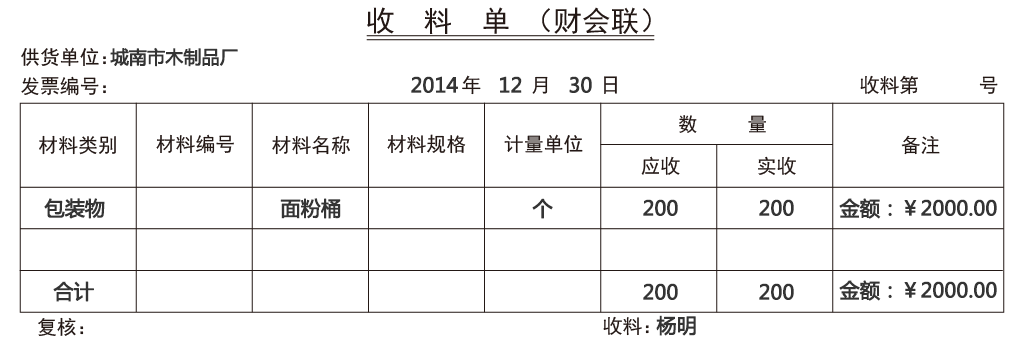 收 料 单 （财会联）
供货单位：城南市木制品厂
发票编号： 2014年 12 月 30 日 收料第 号
材料类别 材料编号 材料名称 材料规格 计量单位 数 量 备注
应收 实收
包装物 面粉桶 个 200 200 金额：￥2000.00
合计 200 200 金额：￥2000.00
复核： 收料：杨明